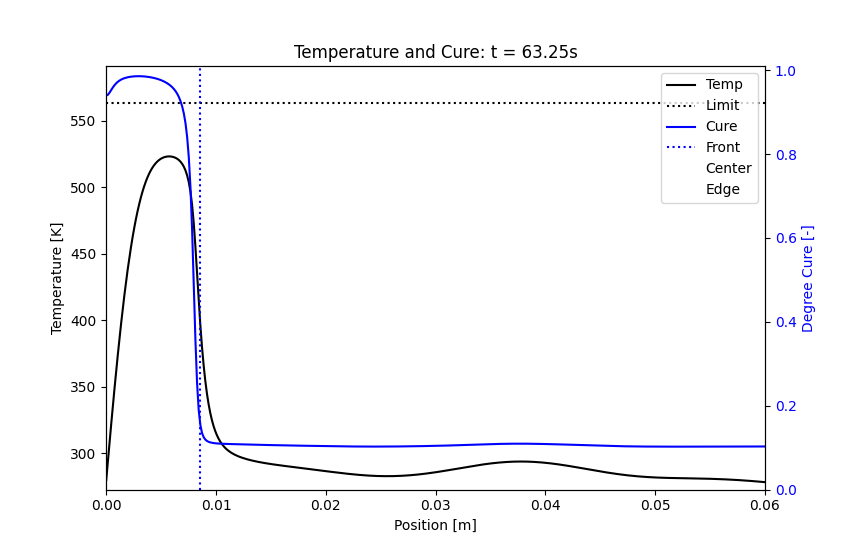 Temperature and Cure: t = 63.25s
Temp
Limit
Cure
Front
Center
Edge
Temperature [K]
550
500
450
400
350
300
Degree Cure [-]
1.0
0.8
0.6
0.4
0.2
0.0
0.00 0.01 0.02 0.03 0.04 0.05 0.06
Position [m]